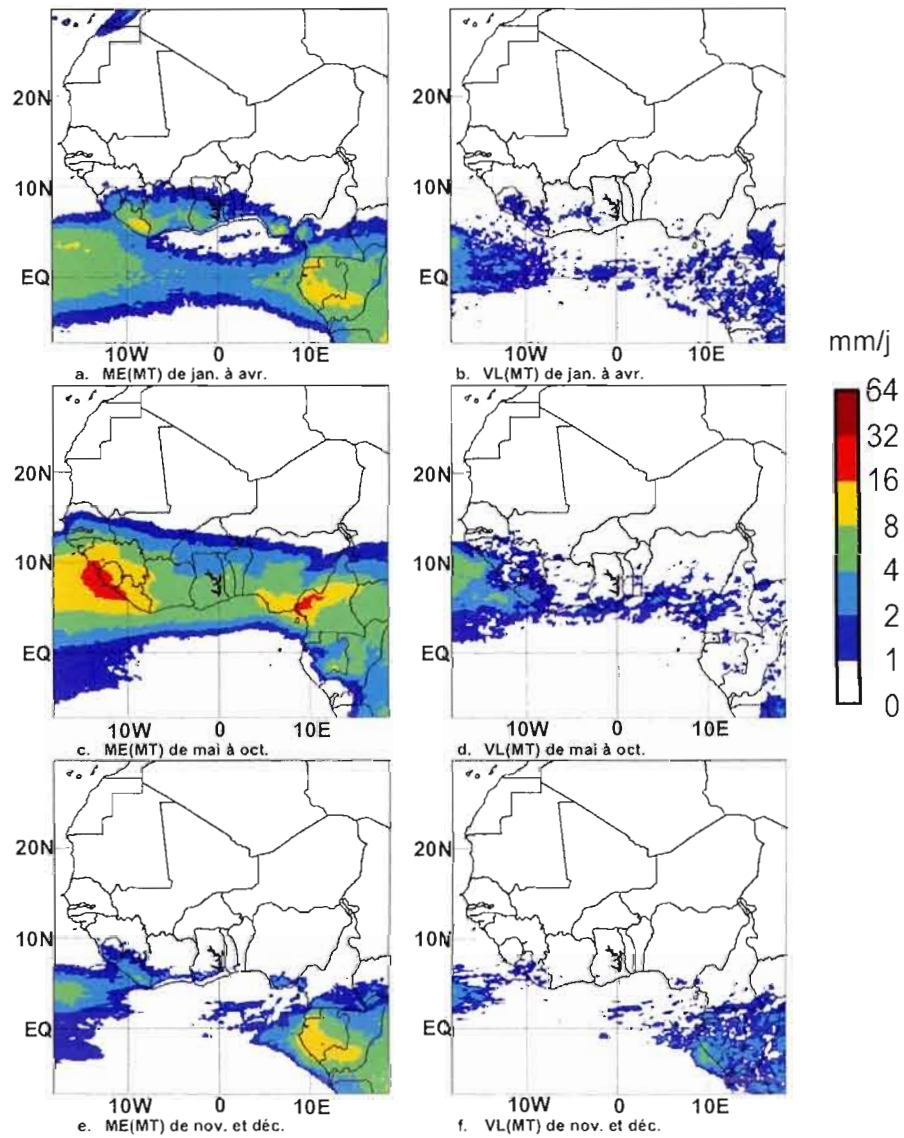 20N
10N
EQ
10W 0 10E
a. ME(MT) de jan. à avr.
20N
10N
EQ
10W 0 10E
b. VL(MT) de jan. à avr.
20N
10N
EQ
10W 0 10E
c. ME(MT) de mai à oct.
20N
10N
EQ
10W 0 10E
d. VL(MT) de mai à oct.
20N
10N
EQ
10W 0 10E
e. ME(MT) de nov. et déc.
20N
10N
EQ
10W 0 10E
f. VL(MT) de nov. et déc.
mm/j
64
32
16
8
4
2
1
0